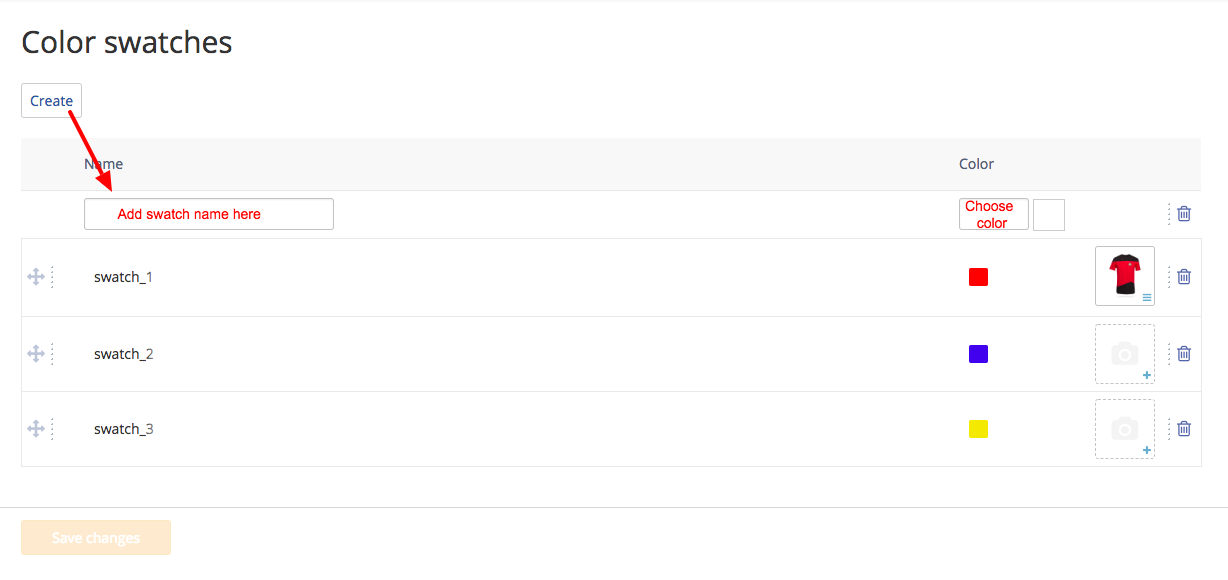 Color swatches
Create
Name Color
Add swatch name here Choose
color
swatch_1
swatch_2
swatch_3
Save changes